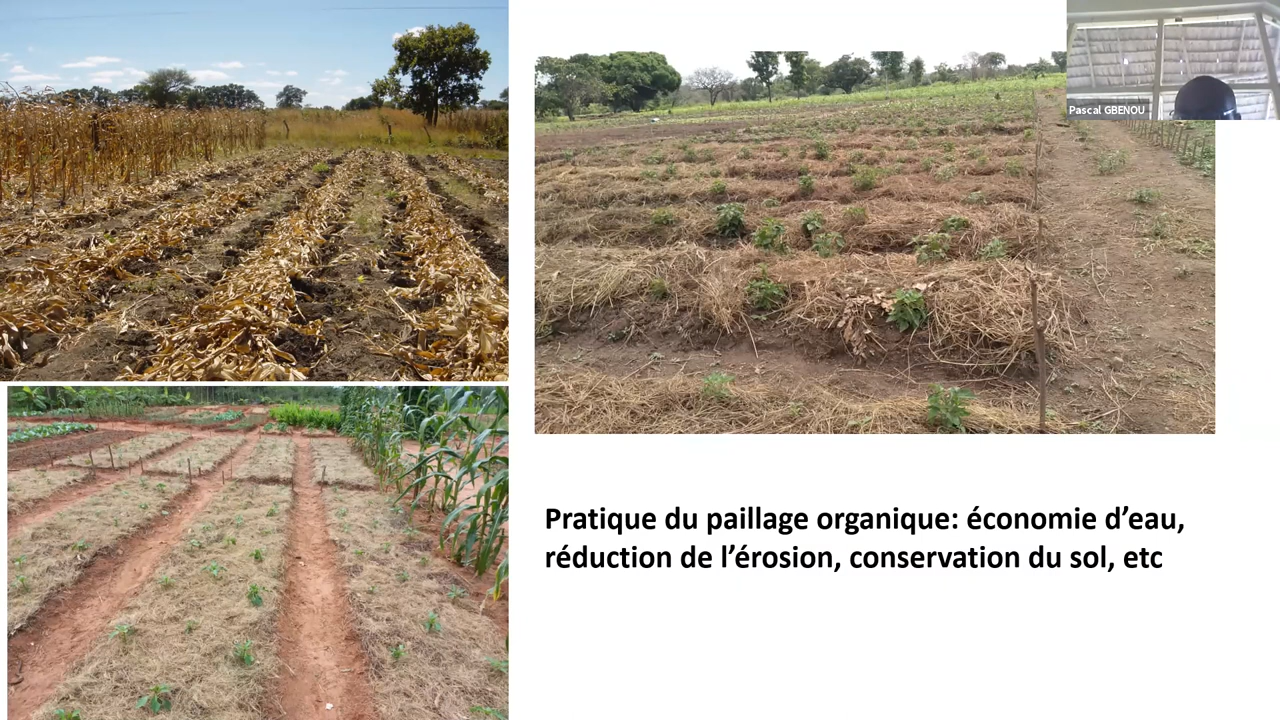 Pascal GBENOU
Pratique du paillage organique: économie d’eau,
réduction de l’érosion, conservation du sol, etc